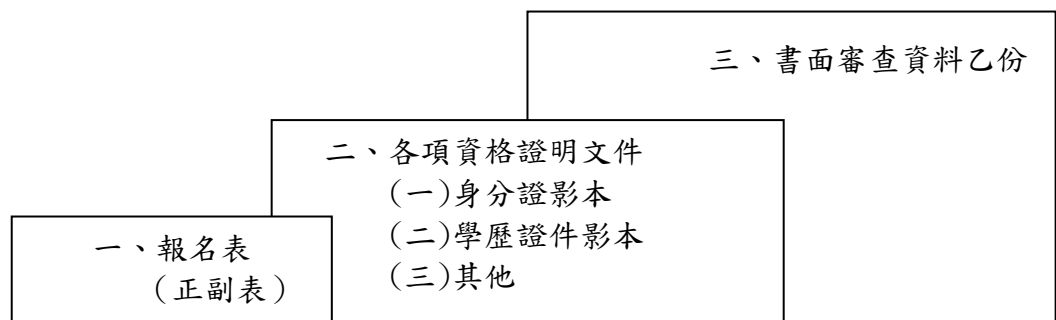 三、書面審查資料乙份
二、各項資格證明文件
(一)身分證影本
(二)學歷證件影本
(三)其他
一、報名表
(正副表)